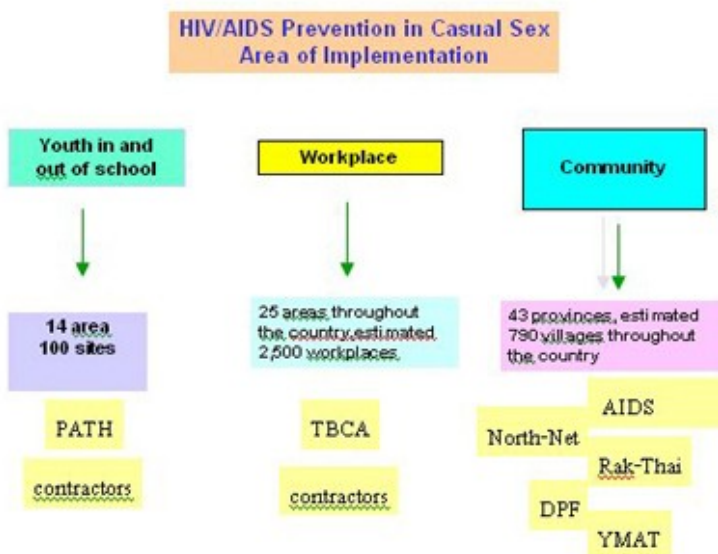 HIV/AIDS Prevention in Casual Sex
Area of Implementation
Youth in and
out of school
Workplace
Community
14 area
100 sites
25 areas throughout
the country,estimated
2,500 workplaces,
43 provinces, estimated
790 villages throughout
the country
PATH
contractors
TBCA
contractors
AIDS
North-Net
Rak-Thai
DPF
YMAT